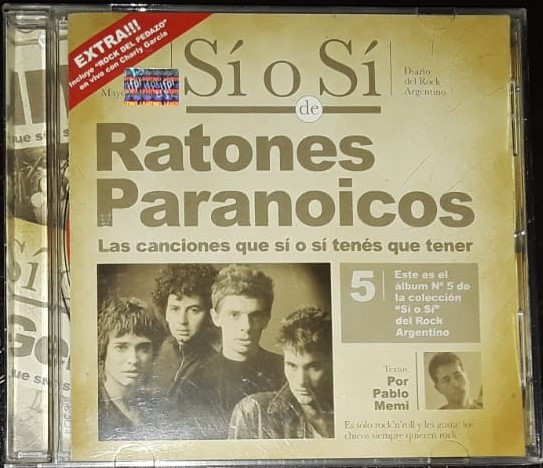 EXTRA!!!
Incluye "ROCK DEL PEDAZO"
en vivo con Charly García
Sí o Sí
de
Diario
del Rock
Argentino
Ratones
Paranoicos
Las canciones que sí o sí tenés que tener
5
Este es el
álbum Nº 5 de
la colección
"Sí o Sí"
del Rock
Argentino
Textos:
Por
Pablo
Memi
Es sólo rock'n'roll y les gusta: los
chicos siempre quieren rock